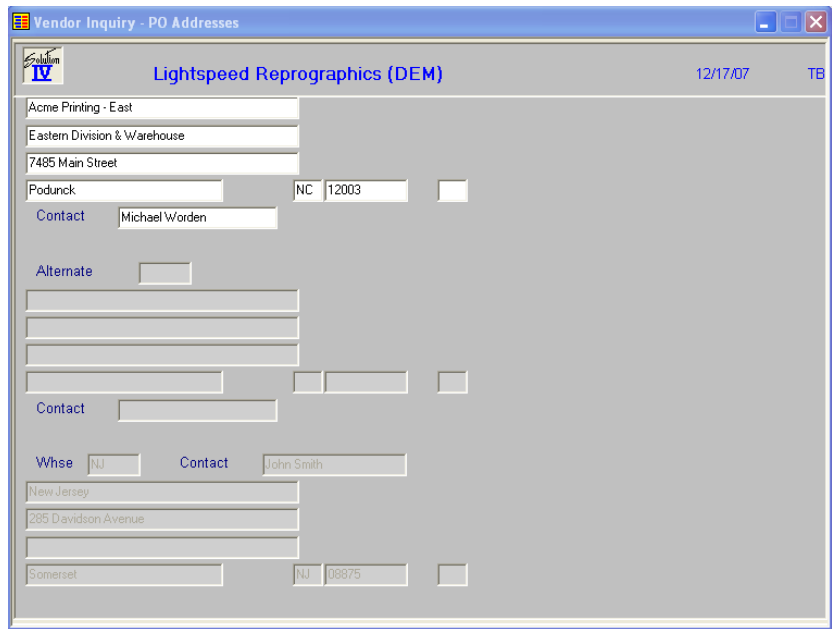 Vendor Inquiry - PO Addresses
Solution
IV
Lightspeed Reprographics (DEM) 12/17/07 TB
Acme Printing - East
Eastern Division & Warehouse
7485 Main Street
Podunck NC 12003
Contact Michael Worden
Alternate
Contact
Whse NJ Contact John Smith
New Jersey
285 Davidson Avenue
Somerset NJ 08875